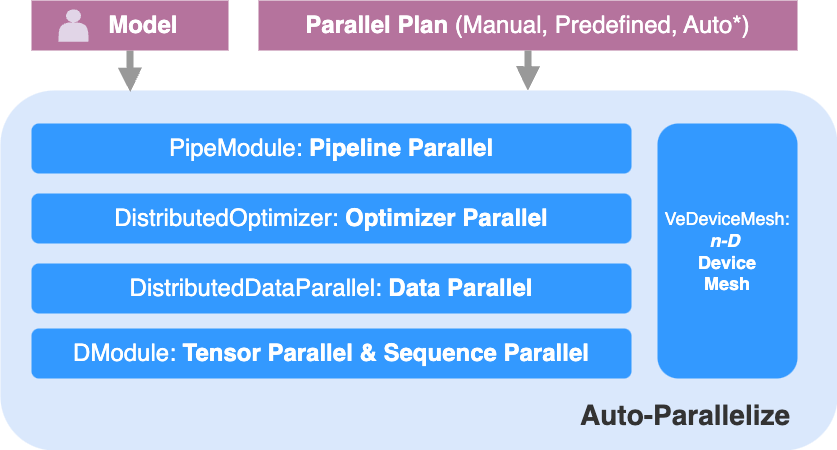 Model
Parallel Plan (Manual, Predefined, Auto*)
PipeModule: Pipeline Parallel
DistributedOptimizer: Optimizer Parallel
DistributedDataParallel: Data Parallel
DModule: Tensor Parallel & Sequence Parallel
VeDeviceMesh:
n-D
Device
Mesh
Auto-Parallelize